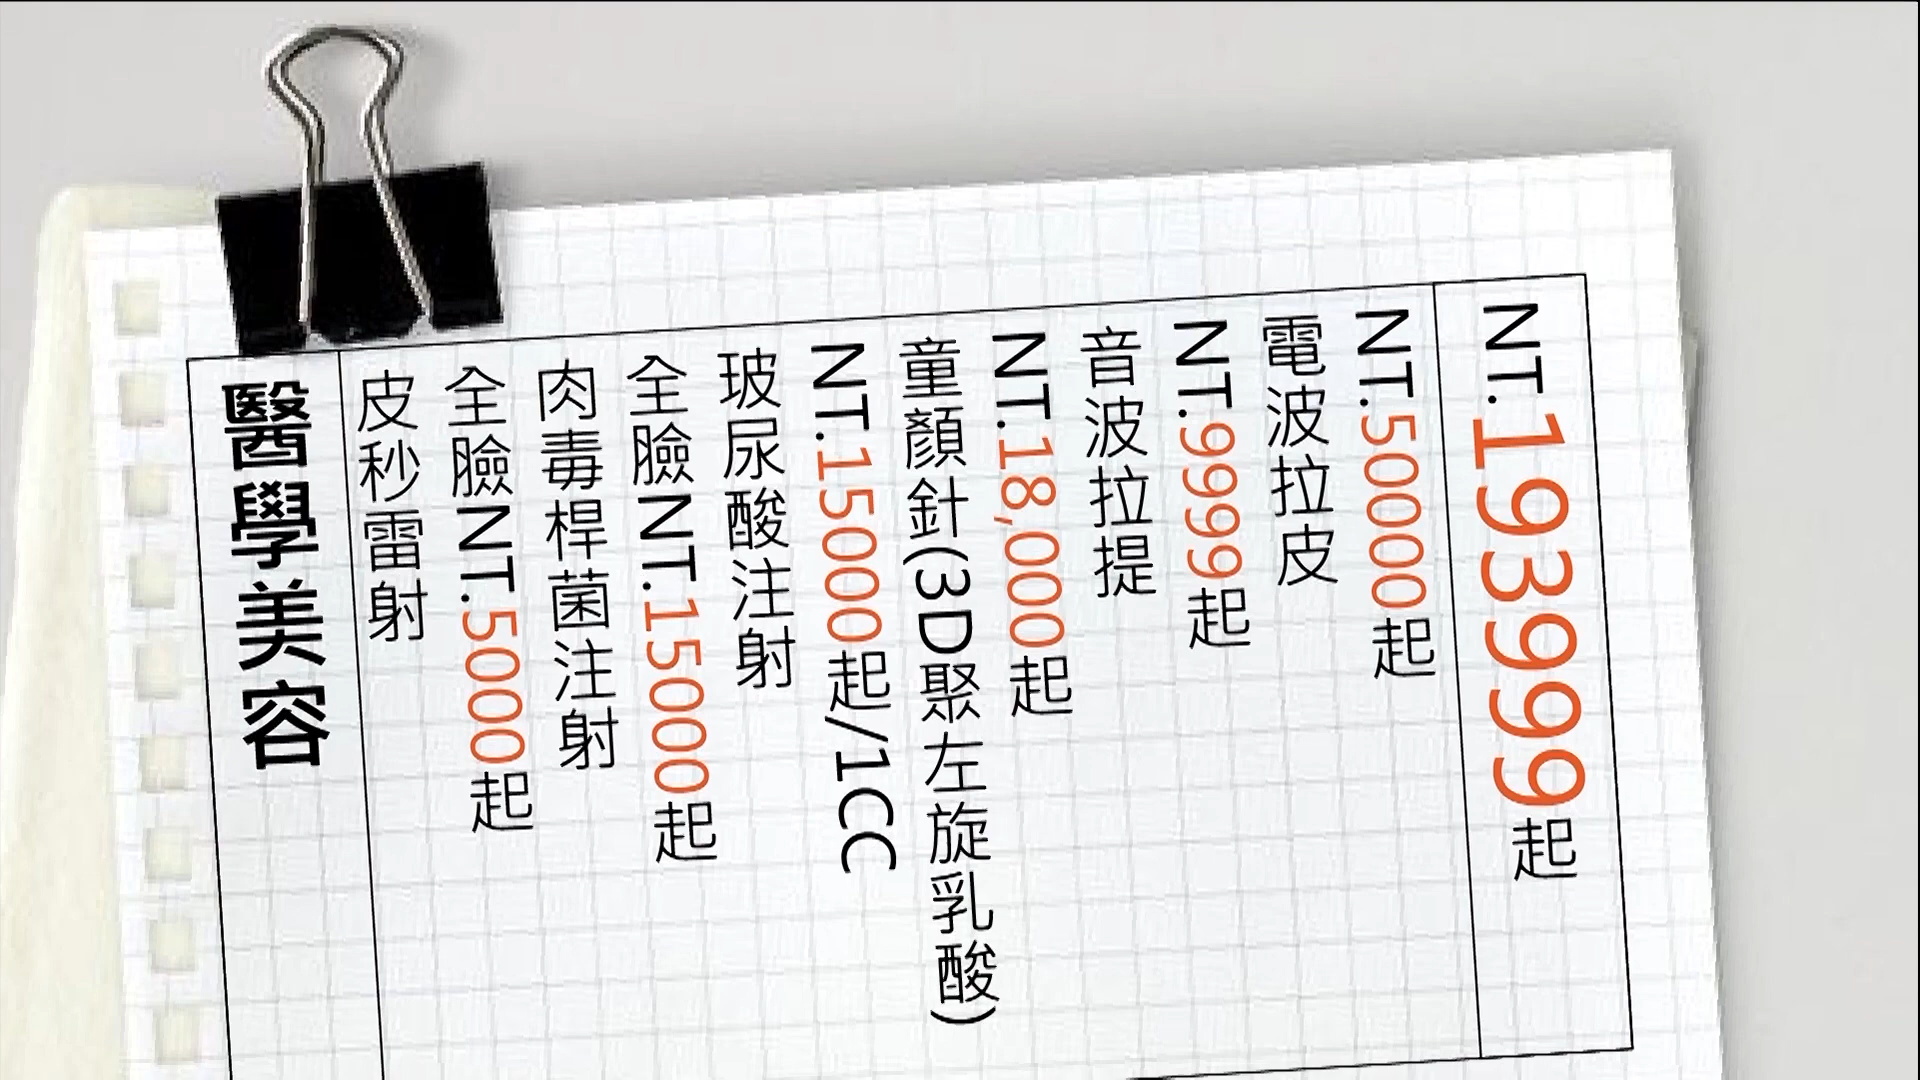 醫學美容
皮秒雷射
全臉NT.5000起
肉毒桿菌注射
全臉NT.15000起
玻尿酸注射
NT.15000起/1CC
童顏針(3D聚左旋乳酸)
NT.18,000起
音波拉提
NT.9999起
電波拉皮
NT.50000起
NT.193999起